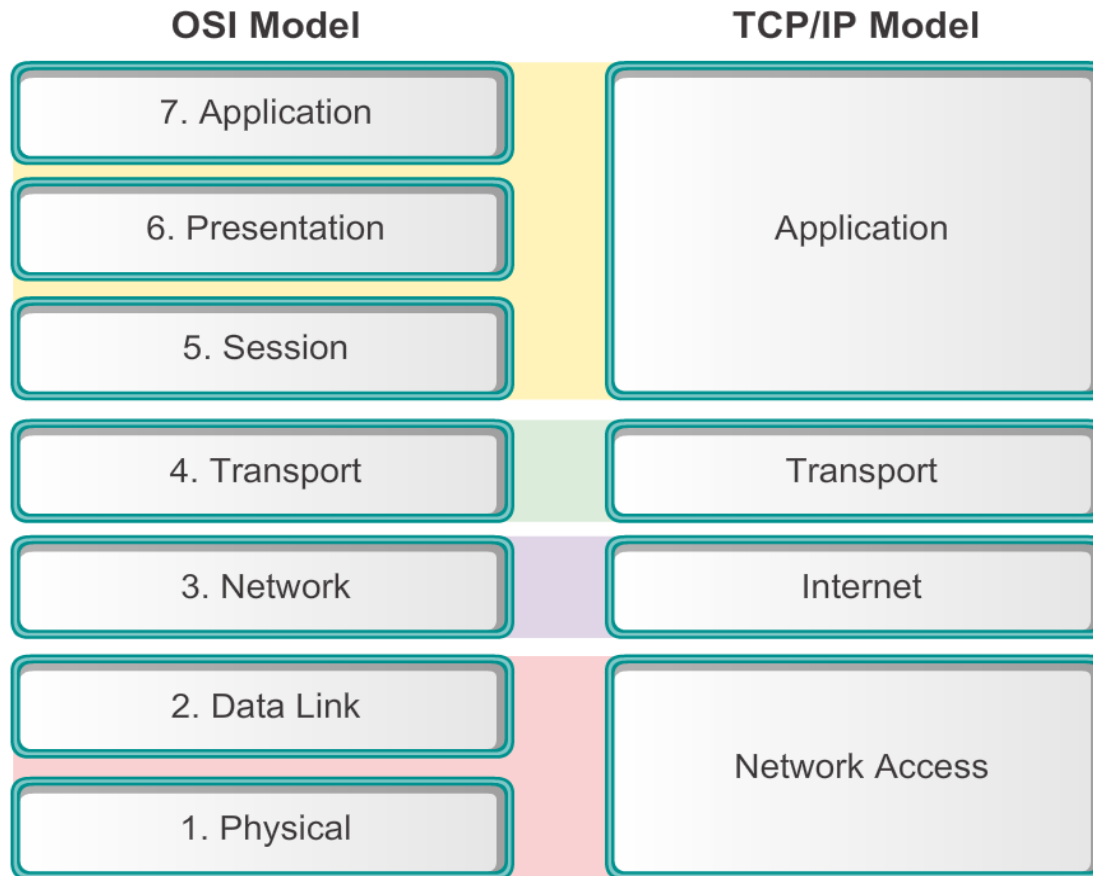 OSI Model
TCP/IP Model
7. Application
6. Presentation
5. Session
Application
4. Transport
Transport
3. Network
Internet
2. Data Link
1. Physical
Network Access